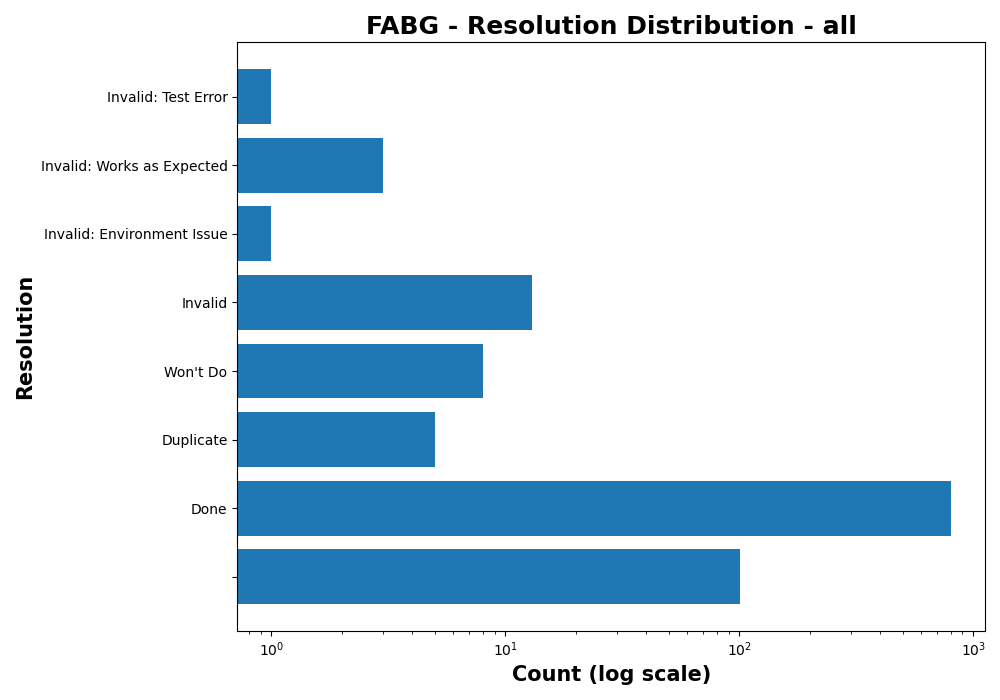 FABG - Resolution Distribution - all
Invalid: Test Error
Invalid: Works as Expected
Invalid: Environment Issue
Invalid
Won't Do
Duplicate
Done
Resolution
10⁰
10¹
10²
10³
Count (log scale)